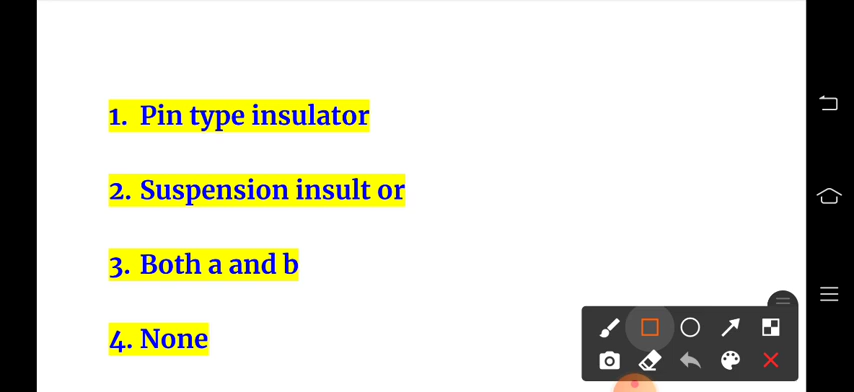 1. Pin type insulator
2. Suspension insult or
3. Both a and b
4. None